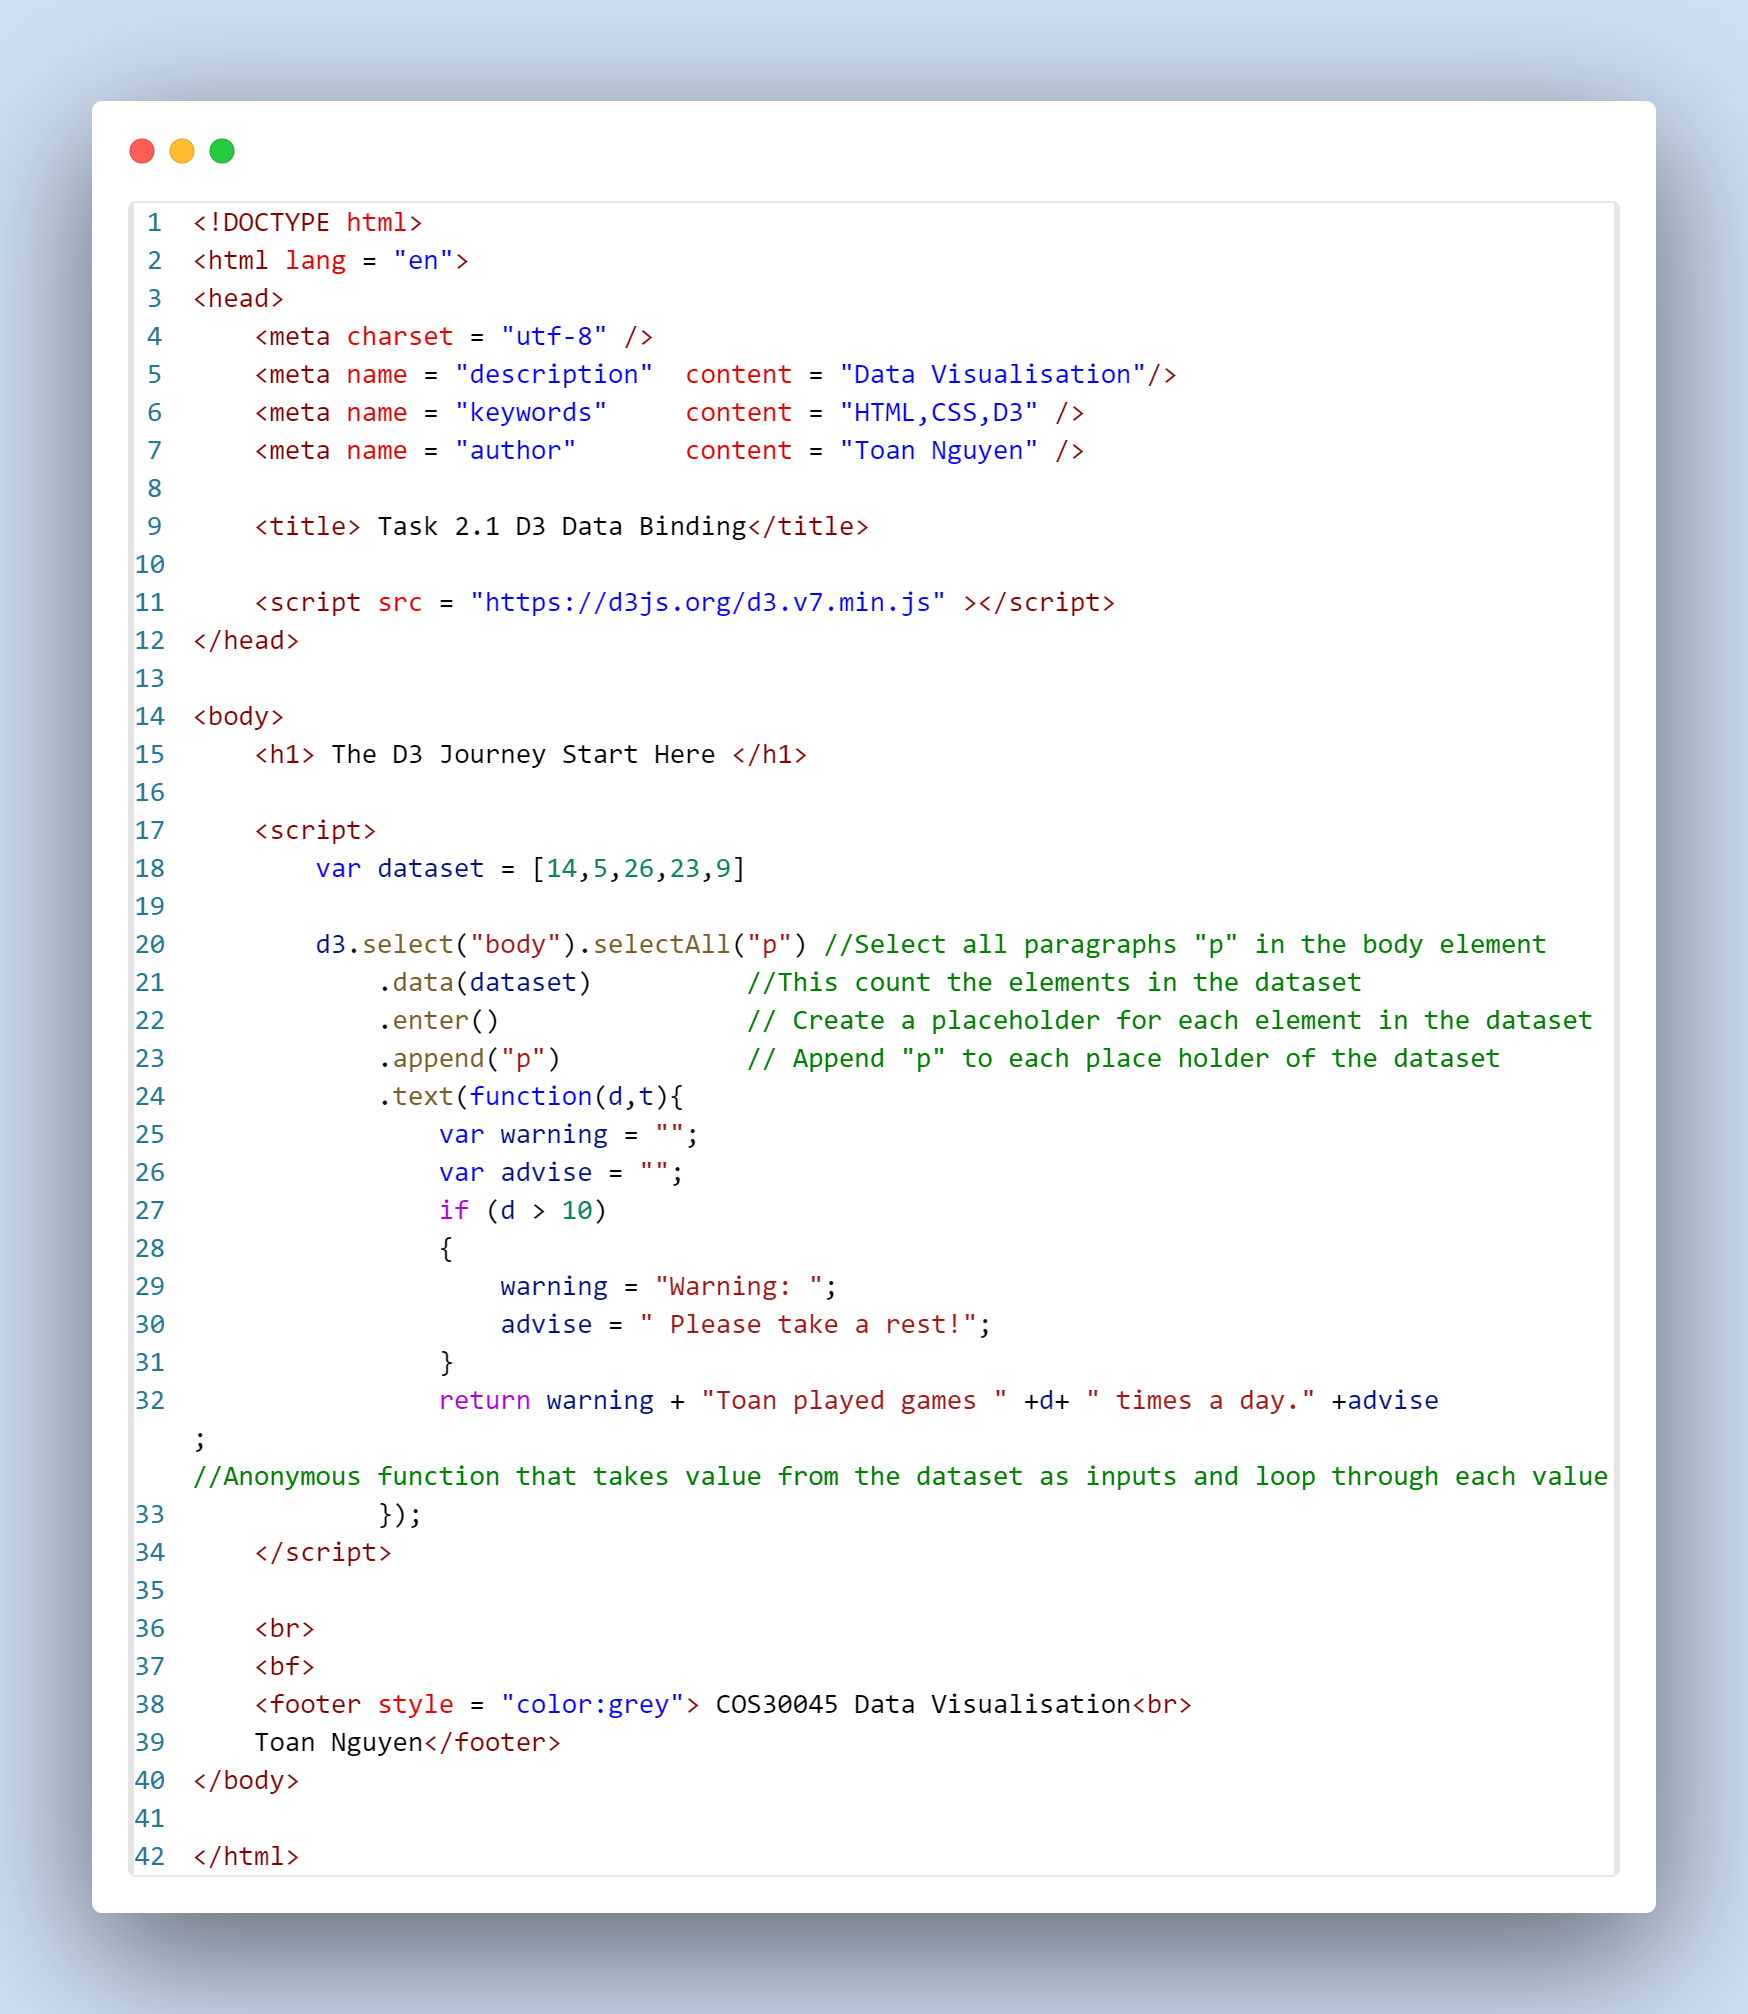 1 <!DOCTYPE html>
2 <html lang = "en">
3 <head>
4     <meta charset = "utf-8" />
5     <meta name = "description"  content = "Data Visualisation"/>
6     <meta name = "keywords"     content = "HTML,CSS,D3" />
7     <meta name = "author"       content = "Toan Nguyen" />
8
9     <title> Task 2.1 D3 Data Binding</title>
10
11     <script src = "https://d3js.org/d3.v7.min.js" ></script>
12 </head>
13
14 <body>
15     <h1> The D3 Journey Start Here </h1>
16
17     <script>
18         var dataset = [14,5,26,23,9]
19
20         d3.select("body").selectAll("p") //Select all paragraphs "p" in the body element
21             .data(dataset)          //This count the elements in the dataset
22             .enter()                // Create a placeholder for each element in the dataset
23             .append("p")            // Append "p" to each place holder of the dataset
24             .text(function(d,t){
25                 var warning = "";
26                 var advise = "";
27                 if (d > 10)
28                 {
29                     warning = "Warning: ";
30                     advise = " Please take a rest!";
31                 }
32                 return warning + "Toan played games " +d+ " times a day." +advise
;
//Anonymous function that takes value from the dataset as inputs and loop through each value
33             });
34     </script>
35
36     <br>
37     <bf>
38     <footer style = "color:grey"> COS30045 Data Visualisation<br>
39     Toan Nguyen</footer>
40 </body>
41
42 </html>